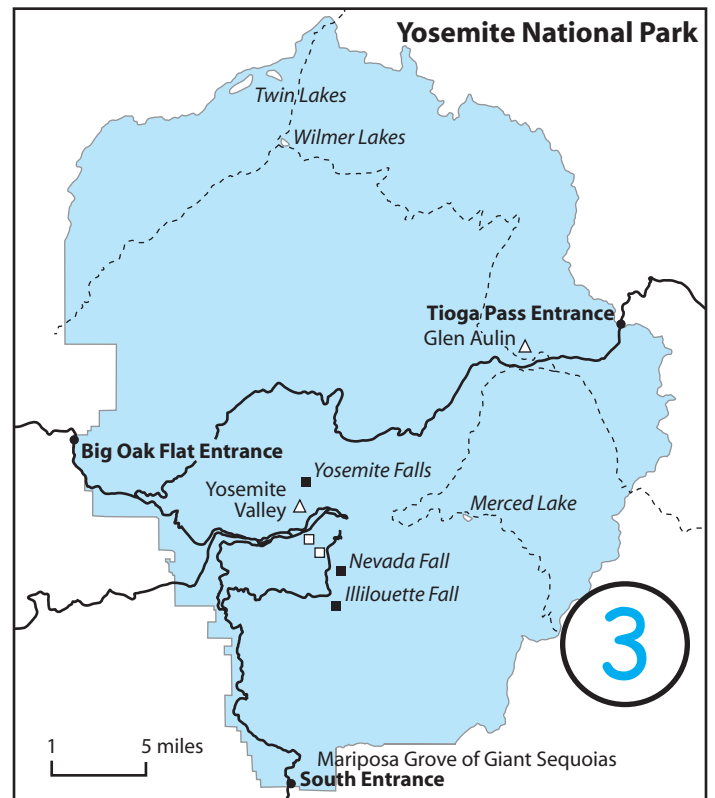 Yosemite National Park
Twin Lakes
Wilmer Lakes
Tioga Pass Entrance
Glen Aulin
Big Oak Flat Entrance
Yosemite Falls
Yosemite
Valley
Merced Lake
Nevada Fall
Illilouette Fall
3
1 5 miles
Mariposa Grove of Giant Sequoias
South Entrance